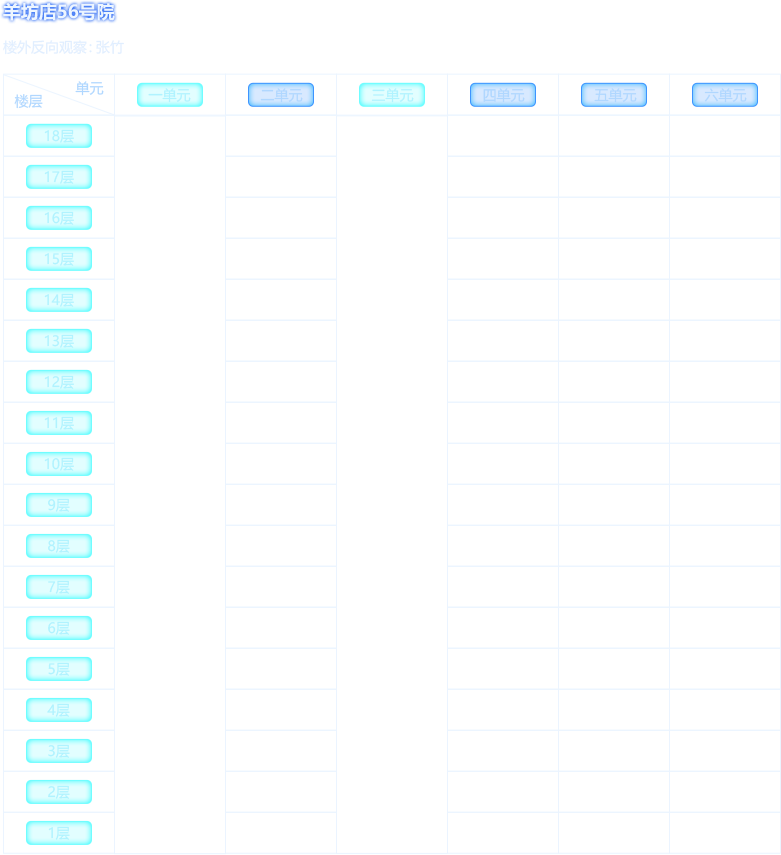 羊坊店56号院
楼外反向观察：张竹
单元
楼层
一单元 二单元 三单元 四单元 五单元 六单元
18层
17层
16层
15层
14层
13层
12层
11层
10层
9层
8层
7层
6层
5层
4层
3层
2层
1层